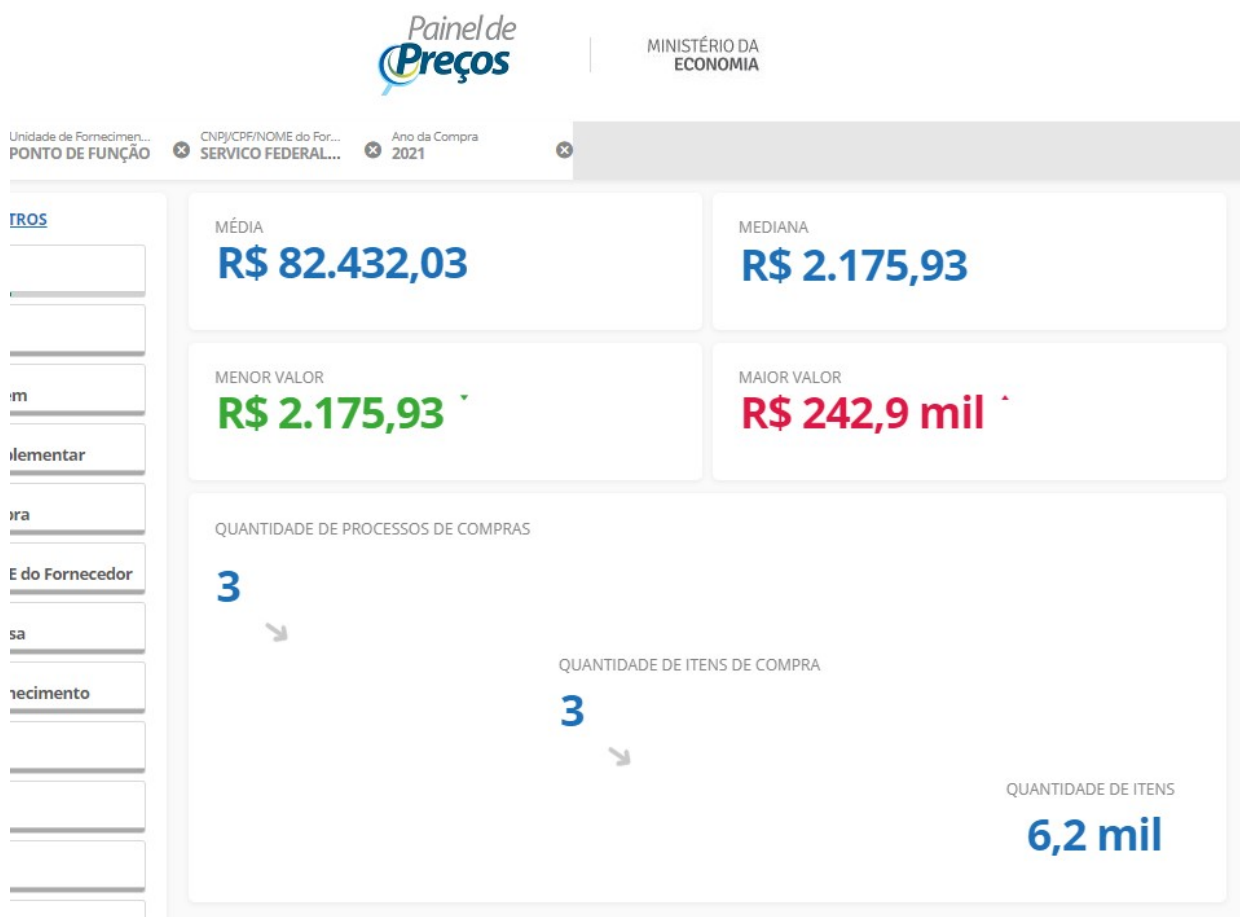 Painel de
Preços
MINISTÉRIO DA
ECONOMIA
Unidade de Fornecimen...
PONTO DE FUNÇÃO
CNPJ/CPF/NOME do For...
SERVICO FEDERAL...
Ano da Compra
2021
TROS
MÉDIA
R$ 82.432,03
MEDIANA
R$ 2.175,93
MENOR VALOR
R$ 2.175,93
MAIOR VALOR
R$ 242,9 mil
em
plementar
pra
E do Fornecedor
sa
necimento
QUANTIDADE DE PROCESSOS DE COMPRAS
3
QUANTIDADE DE ITENS DE COMPRA
3
QUANTIDADE DE ITENS
6,2 mil